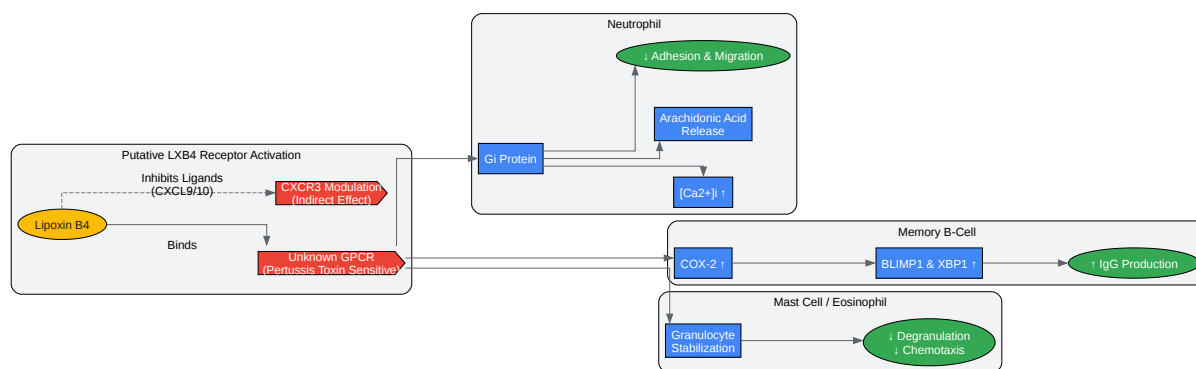 Neutrophil
↓ Adhesion & Migration
Arachidonic Acid
Release
Gi Protein
[Ca2+]i ↑
Putative LXB4 Receptor Activation
Inhibits Ligands
(CXCL9/10)
CXCR3 Modulation
(Indirect Effect)
Lipoxin B4
Binds
Unknown GPCR
(Pertussis Toxin Sensitive)
Memory B-Cell
COX-2 ↑
BLIMP1 & XBP1 ↑
↑ IgG Production
Mast Cell / Eosinophil
Granulocyte
Stabilization
↓ Degranulation
↓ Chemotaxis